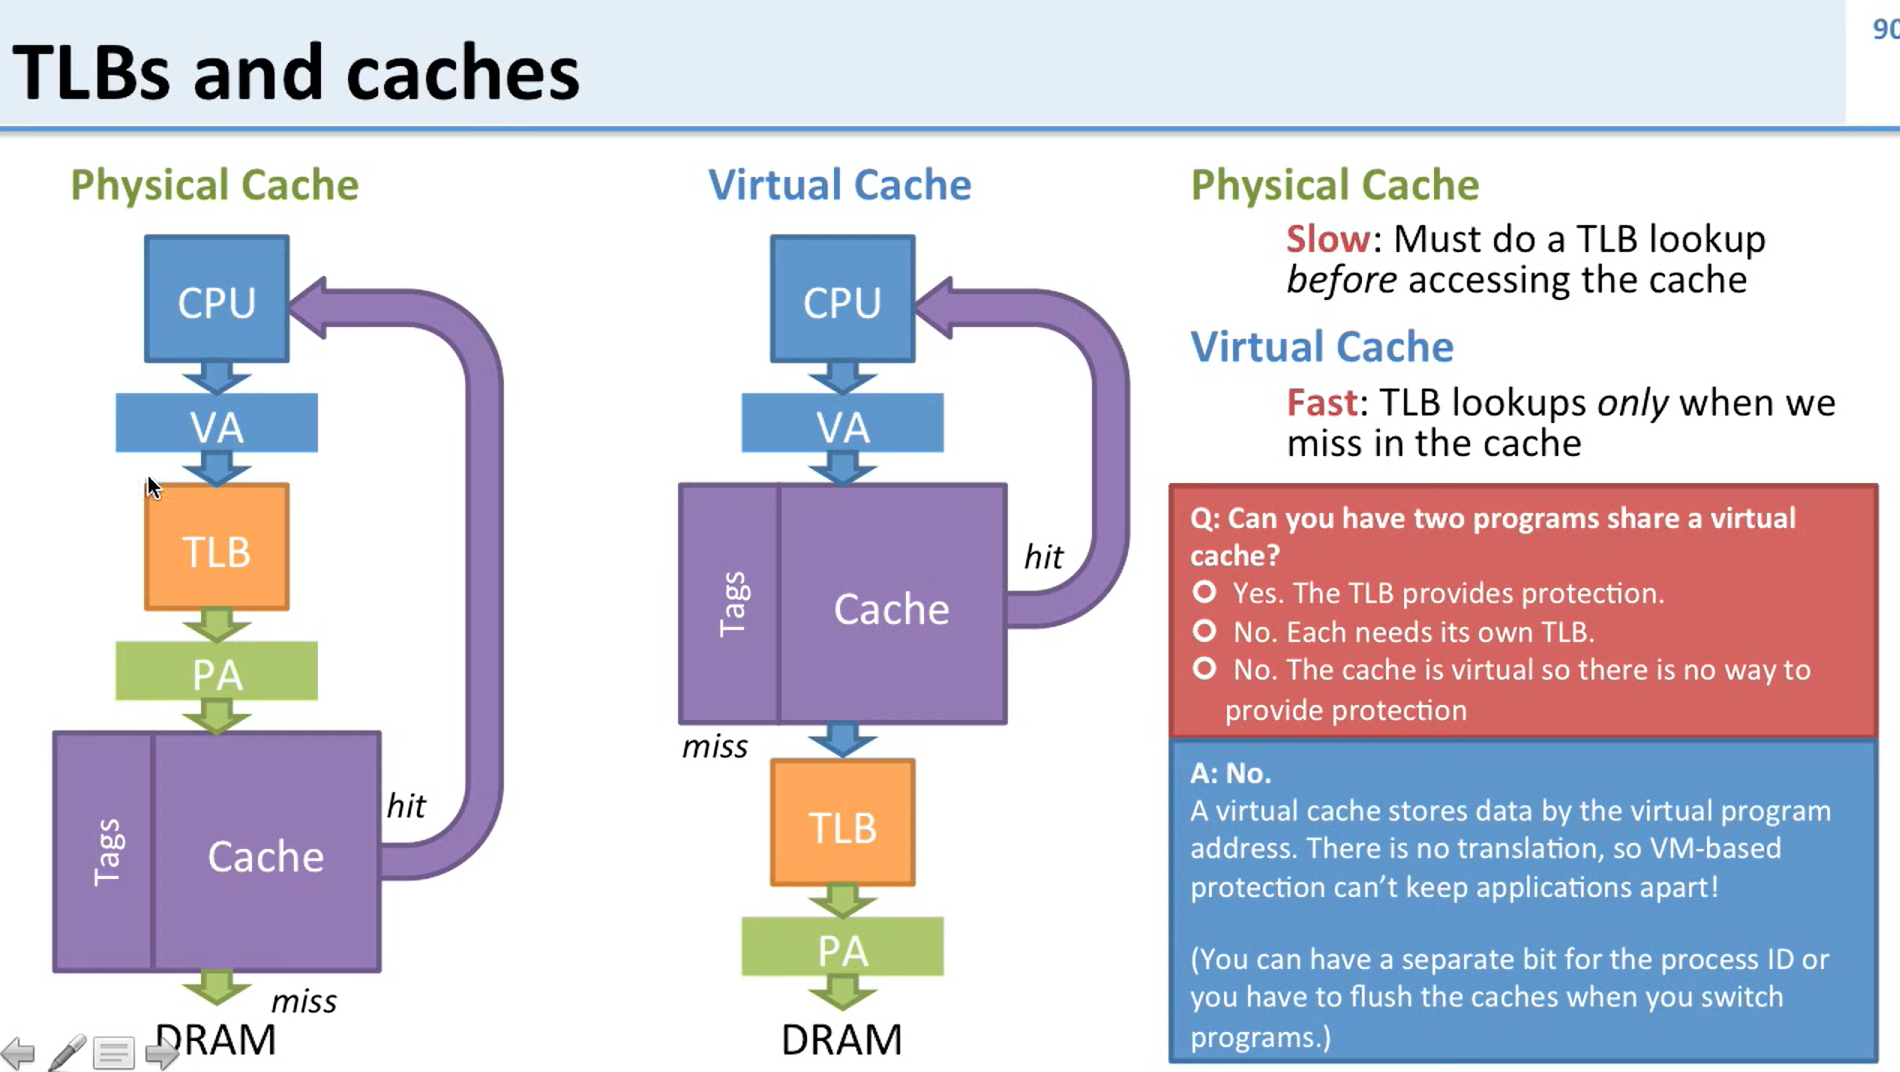 TLBs and caches
90
Physical Cache
CPU
VA
TLB
PA
Tags
Cache
hit
miss
DRAM
Virtual Cache
CPU
VA
Tags
Cache
hit
miss
TLB
PA
DRAM
Physical Cache
Slow: Must do a TLB lookup
before accessing the cache
Virtual Cache
Fast: TLB lookups only when we
miss in the cache
Q: Can you have two programs share a virtual
cache?
Yes. The TLB provides protection.
No. Each needs its own TLB.
No. The cache is virtual so there is no way to
provide protection
A: No.
A virtual cache stores data by the virtual program
address. There is no translation, so VM-based
protection can't keep applications apart!
(You can have a separate bit for the process ID or
you have to flush the caches when you switch
programs.)